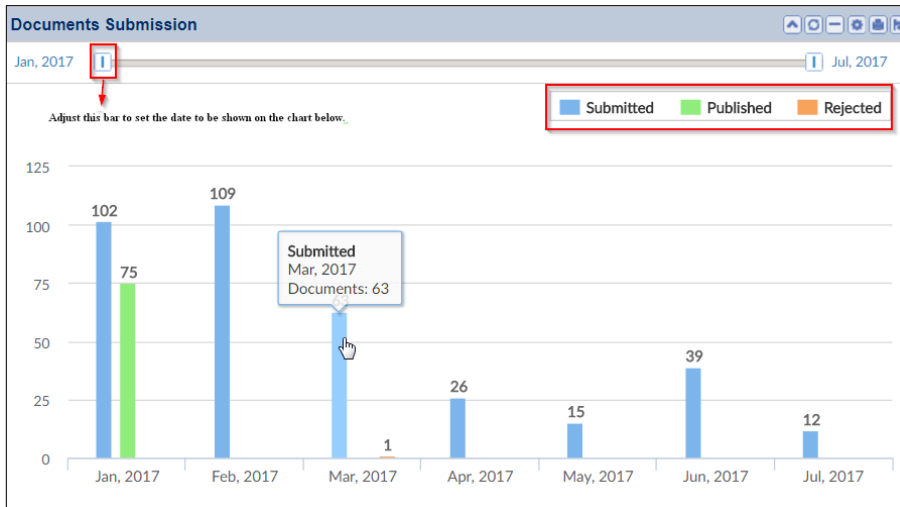 Documents Submission
Jan, 2017
Jul, 2017
Adjust this bar to set the date to be shown on the chart below.
Submitted Published Rejected
125
109
102
100
Submitted
Mar, 2017
Documents: 63
75
75
63
50
39
26
25
15
12
1
0
Jan, 2017 Feb, 2017 Mar, 2017 Apr, 2017 May, 2017 Jun, 2017 Jul, 2017